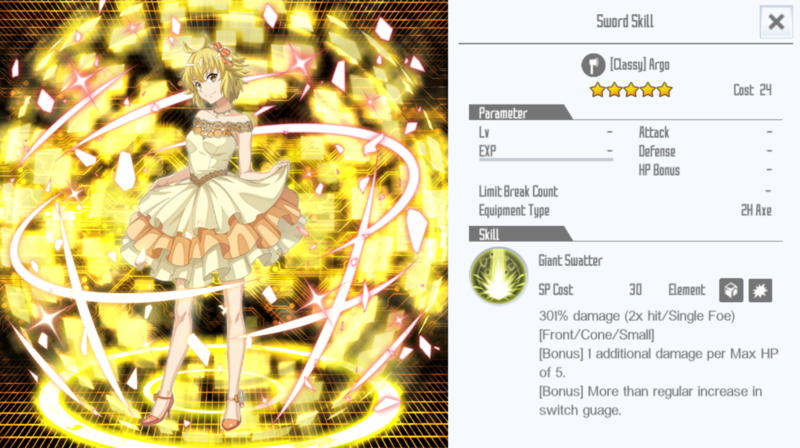 Sword Skill
[Classy] Argo
Cost 24
Parameter
Lv - Attack -
EXP - Defense -
HP Bonus -
Limit Break Count -
Equipment Type 2H Axe
Skill
Giant Swatter
SP Cost 30 Element
301% damage (2x hit/Single Foe)
[Front/Cone/Small]
[Bonus] 1 additional damage per Max HP
of 5.
[Bonus] More than regular increase in
switch guage.